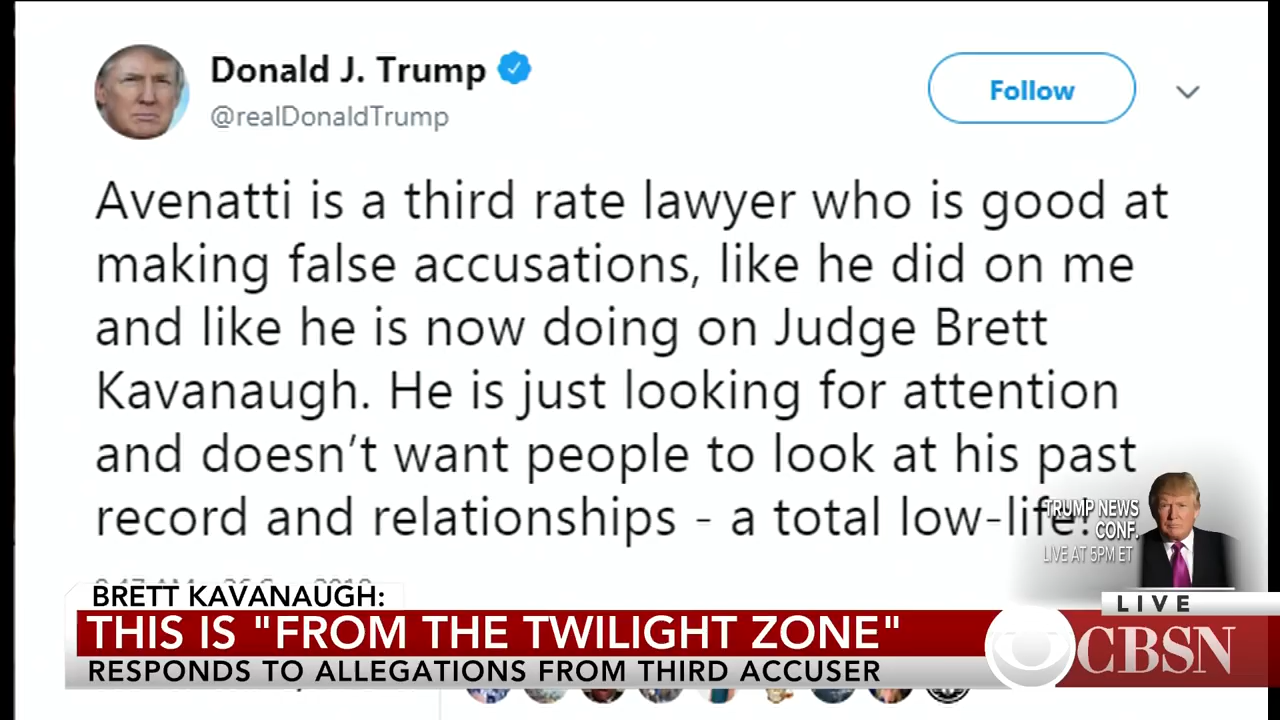 Donald J. Trump
@realDonaldTrump
Follow
Avenatti is a third rate lawyer who is good at
making false accusations, like he did on me
and like he is now doing on Judge Brett
Kavanaugh. He is just looking for attention
and doesn't want people to look at his past
record and relationships - a total low-life!
TRUMP NEWS
CONF.
LIVE AT 5PM ET
BRETT KAVANAUGH:
THIS IS "FROM THE TWILIGHT ZONE"
RESPONDS TO ALLEGATIONS FROM THIRD ACCUSER
LIVE
CBSN